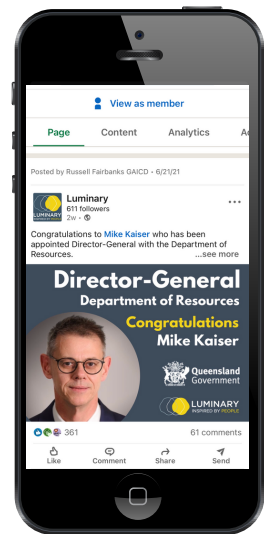 View as member
Page
Content
Analytics
Posted by Russell Fairbanks GAICD • 6/21/21
LUMINARY
Luminary
611 followers
2w •
Congratulations to Mike Kaiser who has been
appointed Director-General with the Department of
Resources.
...see more
Director-General
Department of Resources
Congratulations
Mike Kaiser
Queensland
Government
LUMINARY
INSPIRED BY PEOPLE
361
61 comments
Like
Comment
Share
Send